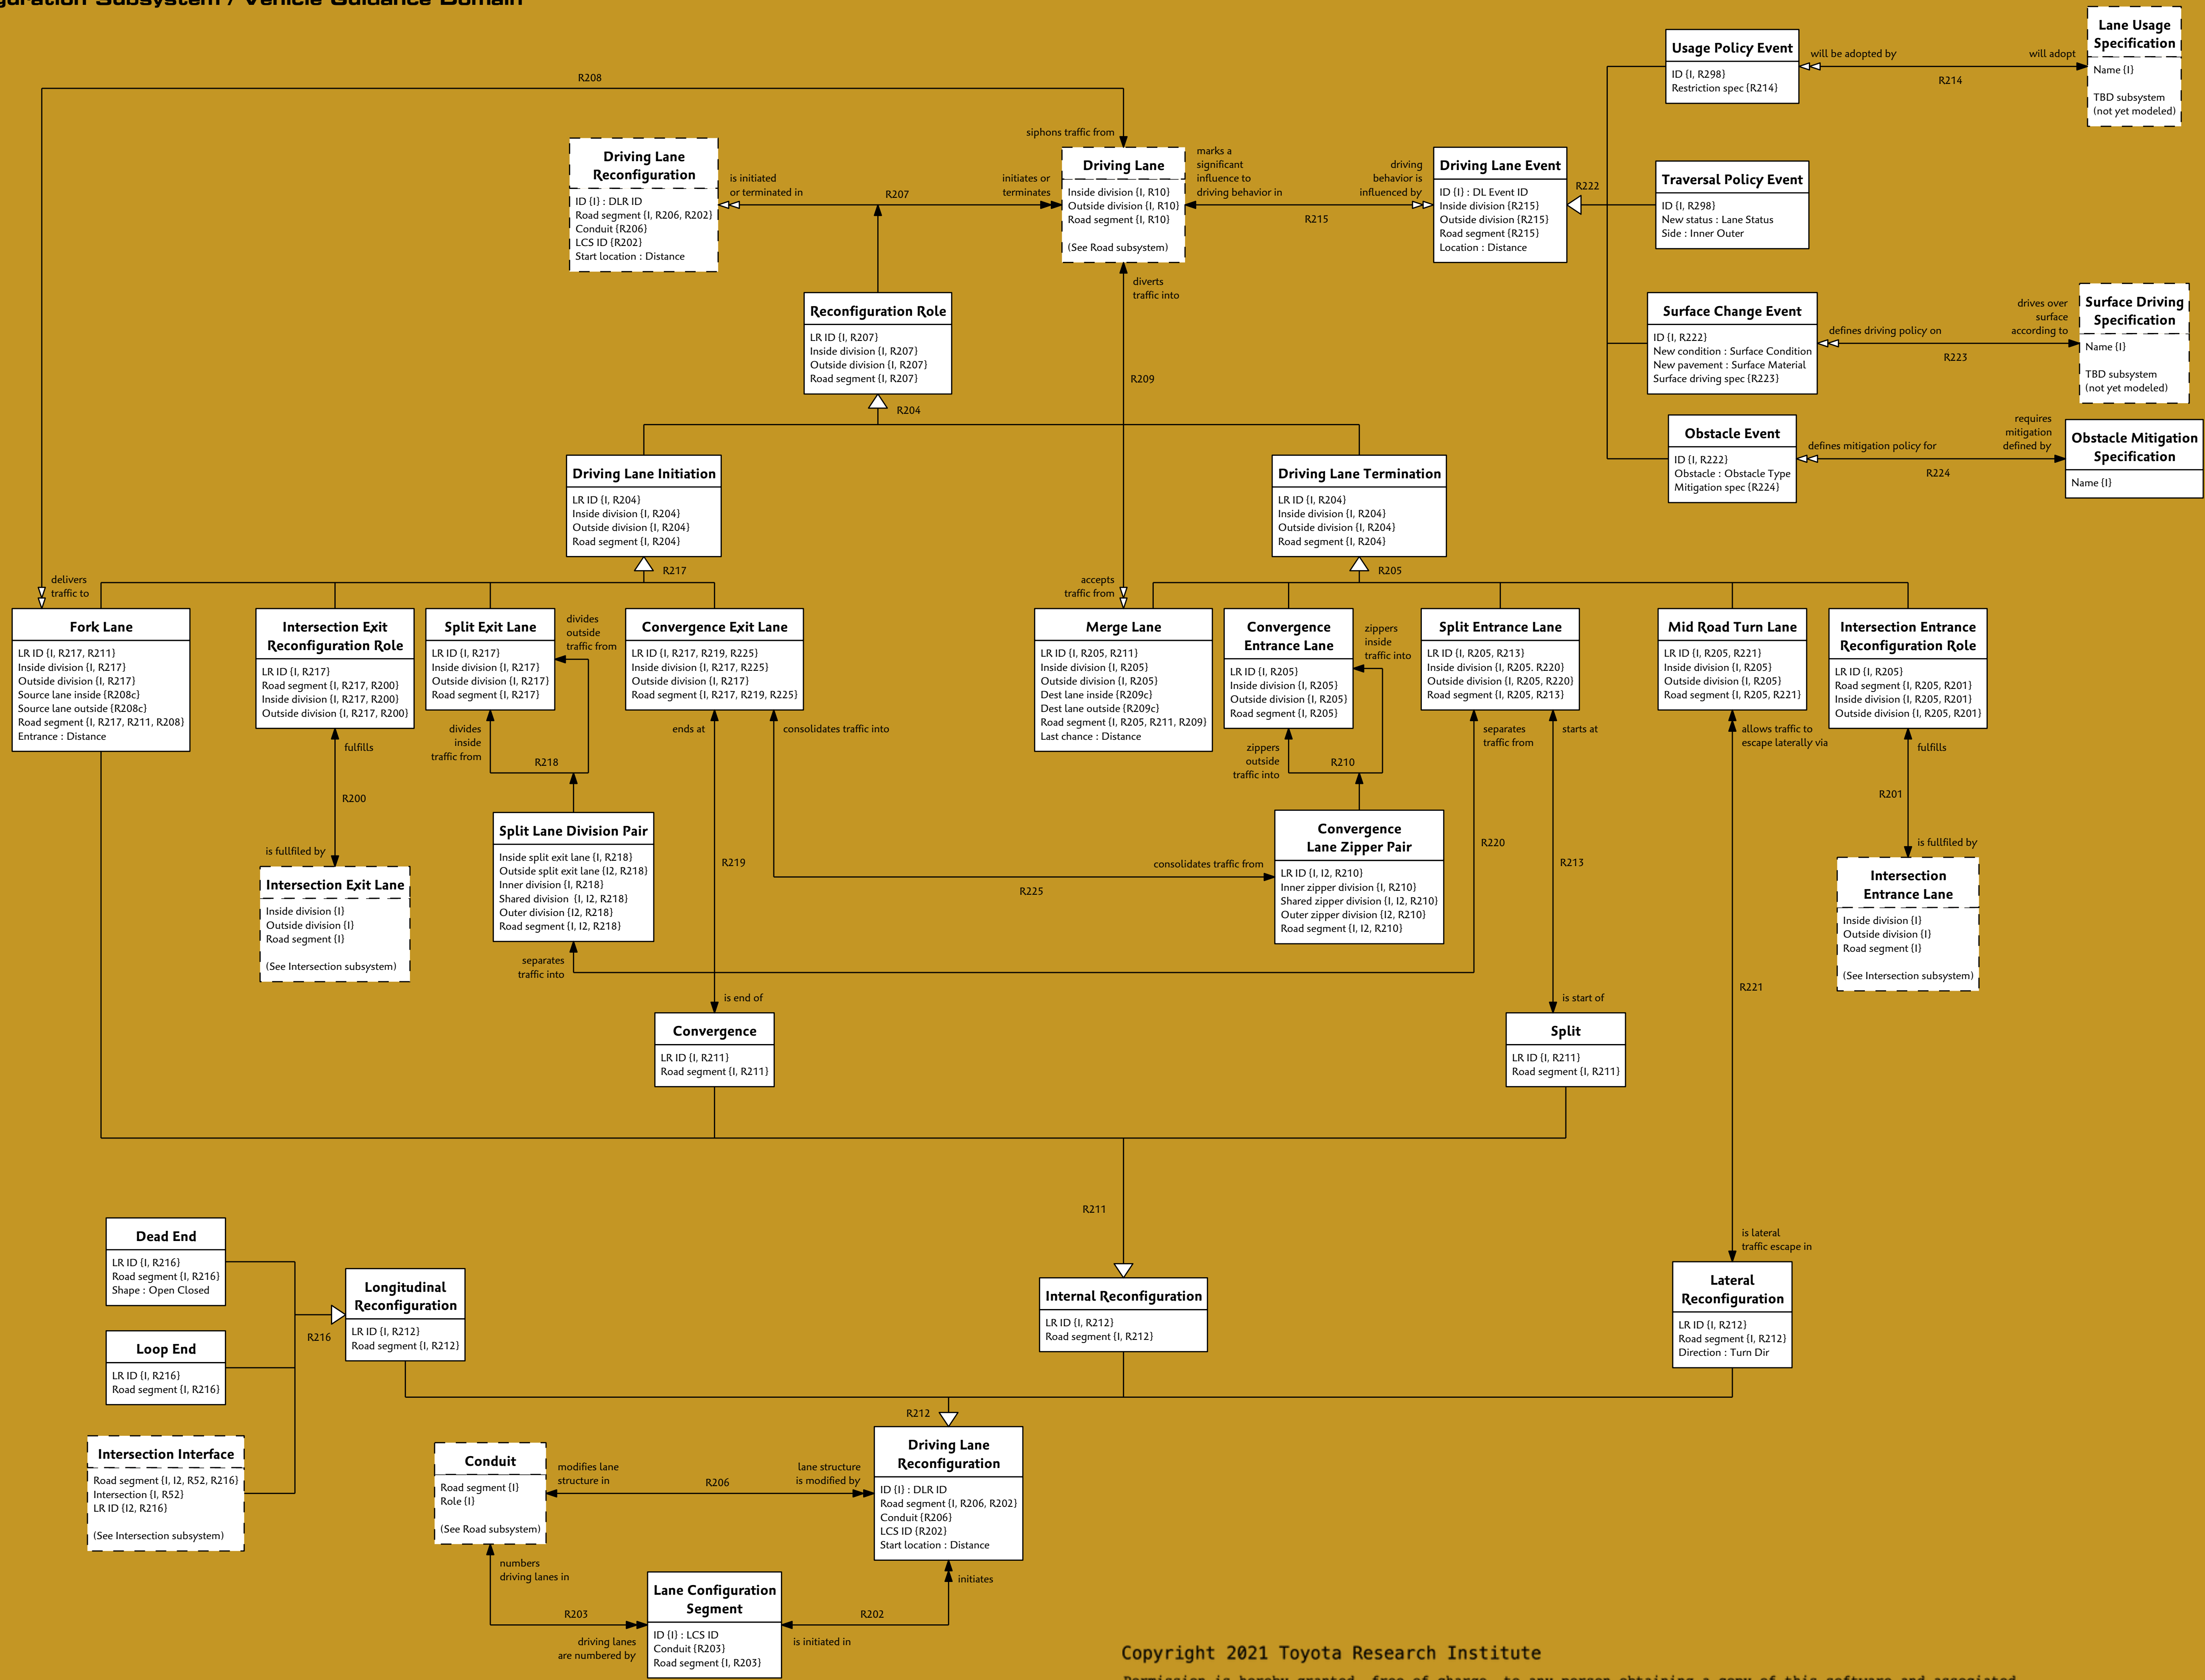 guration Subsystem / Vehicle Guidance Domain
R208
siphons traffic from
delivers
traffic to
Driving Lane
Reconfiguration
ID {I} : DLR ID
Road segment {I, R206, R202}
Conduit {R206}
LCS ID {R202}
Start location : Distance
is initiated
or terminated in
R207
initiates or
terminates
Driving Lane
Inside division {I, R10}
Outside division {I, R10}
Road segment {I, R10}
(See Road subsystem)
marks a
significant
influence to
driving behavior in
R215
driving
behavior is
influenced by
Driving Lane Event
ID {I} : DL Event ID
Inside division {R215}
Outside division {R215}
Road segment {R215}
Location : Distance
R222
Usage Policy Event
ID {I, R298}
Restriction spec {R214}
will be adopted by
R214
will adopt
Lane Usage
Specification
Name {I}
TBD subsystem
(not yet modeled)
Traversal Policy Event
ID {I, R298}
New status : Lane Status
Side : Inner Outer
Surface Change Event
ID {I, R222}
New condition : Surface Condition
New pavement : Surface Material
Surface driving spec {R223}
defines driving policy on
R223
drives over
surface
according to
Surface Driving
Specification
Name {I}
TBD subsystem
(not yet modeled)
Obstacle Event
ID {I, R222}
Obstacle : Obstacle Type
Mitigation spec {R224}
defines mitigation policy for
R224
requires
mitigation
defined by
Obstacle Mitigation
Specification
Name {I}
Reconfiguration Role
LR ID {I, R207}
Inside division {I, R207}
Outside division {I, R207}
Road segment {I, R207}
R204
diverts
traffic into
R209
accepts
traffic from
Driving Lane Initiation
LR ID {I, R204}
Inside division {I, R204}
Outside division {I, R204}
Road segment {I, R204}
R217
Driving Lane Termination
LR ID {I, R204}
Inside division {I, R204}
Outside division {I, R204}
Road segment {I, R204}
R205
Fork Lane
LR ID {I, R217, R211}
Inside division {I, R217}
Outside division {I, R217}
Source lane inside {R208c}
Source lane outside {R208c}
Road segment {I, R217, R211, R208}
Entrance : Distance
Intersection Exit
Reconfiguration Role
LR ID {I, R217}
Road segment {I, R217, R200}
Inside division {I, R217, R200}
Outside division {I, R217, R200}
fulfills
R200
is fullfiled by
Intersection Exit Lane
Inside division {I}
Outside division {I}
Road segment {I}
(See Intersection subsystem)
Split Exit Lane
LR ID {I, R217}
Inside division {I, R217}
Outside division {I, R217}
Road segment {I, R217}
divides
outside
traffic from
divides
inside
traffic from
R218
Split Lane Division Pair
Inside split exit lane {I, R218}
Outside split exit lane {I2, R218}
Inner division {I, R218}
Shared division {I, I2, R218}
Outer division {I2, R218}
Road segment {I, I2, R218}
separates
traffic into
Convergence Exit Lane
LR ID {I, R217, R219, R225}
Inside division {I, R217, R225}
Outside division {I, R217}
Road segment {I, R217, R219, R225}
ends at
consolidates traffic into
R219
R225
consolidates traffic from
is end of
Convergence
LR ID {I, R211}
Road segment {I, R211}
Merge Lane
LR ID {I, R205, R211}
Inside division {I, R205}
Outside division {I, R205}
Dest lane inside {R209c}
Dest lane outside {R209c}
Road segment {I, R205, R211, R209}
Last chance : Distance
Convergence
Entrance Lane
LR ID {I, R205}
Inside division {I, R205}
Outside division {I, R205}
Road segment {I, R205}
zippers
inside
traffic into
zippers
outside
traffic into
R210
Convergence
Lane Zipper Pair
LR ID {I, I2, R210}
Inner zipper division {I, R210}
Shared zipper division {I, I2, R210}
Outer zipper division {I2, R210}
Road segment {I, I2, R210}
Split Entrance Lane
LR ID {I, R205, R213}
Inside division {I, R205. R220}
Outside division {I, R205, R220}
Road segment {I, R205, R213}
separates
traffic from
starts at
R220
R213
is start of
Split
LR ID {I, R211}
Road segment {I, R211}
Mid Road Turn Lane
LR ID {I, R205, R221}
Inside division {I, R205}
Outside division {I, R205}
Road segment {I, R205, R221}
allows traffic to
escape laterally via
R221
is lateral
traffic escape in
Intersection Entrance
Reconfiguration Role
LR ID {I, R205}
Road segment {I, R205, R201}
Inside division {I, R205, R201}
Outside division {I, R205, R201}
fulfills
R201
is fullfiled by
Intersection
Entrance Lane
Inside division {I}
Outside division {I}
Road segment {I}
(See Intersection subsystem)
R211
Dead End
LR ID {I, R216}
Road segment {I, R216}
Shape : Open Closed
Loop End
LR ID {I, R216}
Road segment {I, R216}
Intersection Interface
Road segment {I, I2, R52, R216}
Intersection {I, R52}
LR ID {I2, R216}
(See Intersection subsystem)
R216
Longitudinal
Reconfiguration
LR ID {I, R212}
Road segment {I, R212}
Internal Reconfiguration
LR ID {I, R212}
Road segment {I, R212}
Lateral
Reconfiguration
LR ID {I, R212}
Road segment {I, R212}
Direction : Turn Dir
R212
Conduit
Road segment {I}
Role {I}
(See Road subsystem)
modifies lane
structure in
R206
lane structure
is modified by
Driving Lane
Reconfiguration
ID {I} : DLR ID
Road segment {I, R206, R202}
Conduit {R206}
LCS ID {R202}
Start location : Distance
numbers
driving lanes in
R203
driving lanes
are numbered by
Lane Configuration
Segment
ID {I} : LCS ID
Conduit {R203}
Road segment {I, R203}
R202
initiates
is initiated in
Copyright 2021 Toyota Research Institute
Permission is hereby granted, free of charge, to any person obtaining a copy of this software and associated